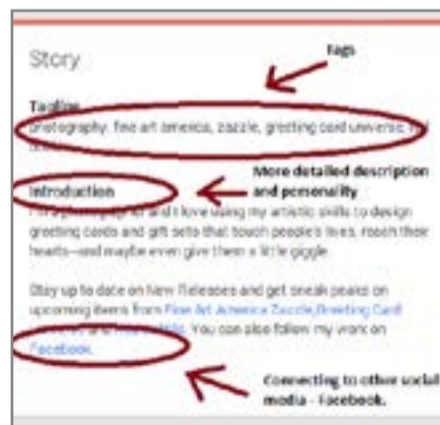 Story
Tags
Tagline
photography, fine art america, zazzle, greeting card universe,
More detailed description
and personality
Introduction
I'm a photographer and I love using my artistic skills to design
greeting cards and gift sets that touch people's lives, reach their
hearts—and maybe even give them a little giggle.
Stay up to date on New Releases and get sneak peaks on
upcoming items from Fine Art America Zazzle,Greeting Card
and You can also follow my work on
Facebook.
Connecting to other social
media - Facebook.